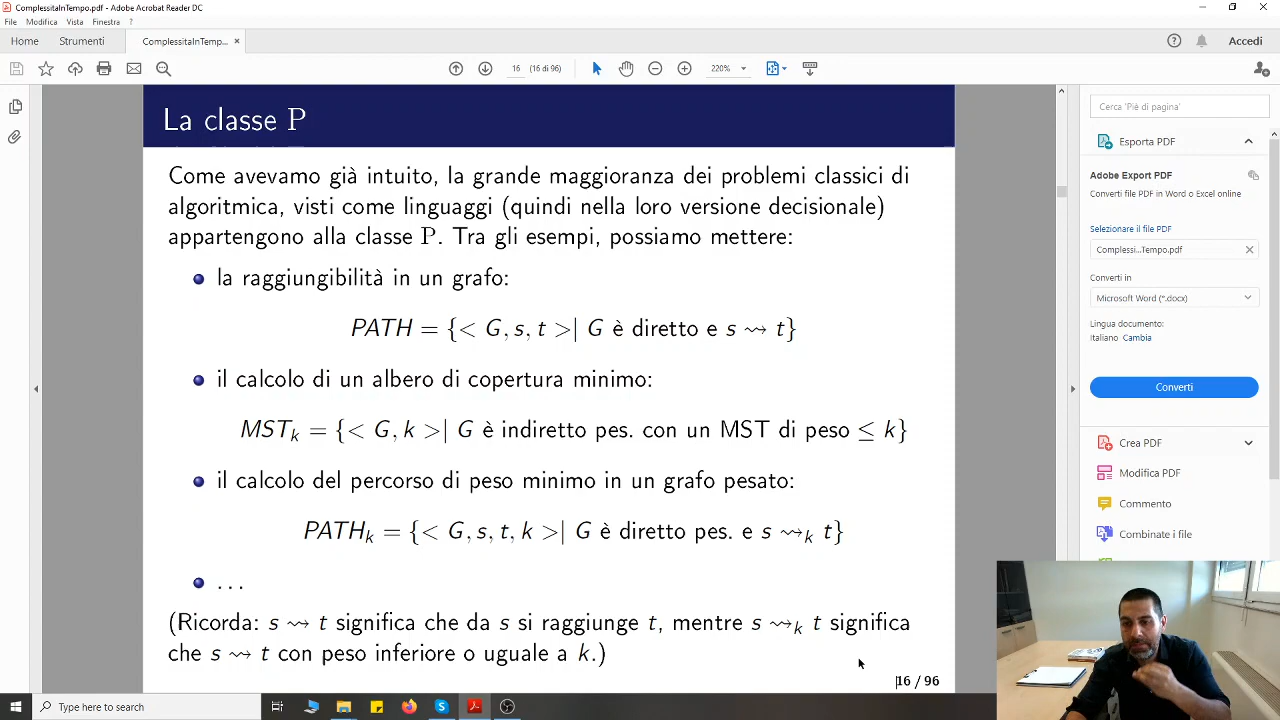 ComplessitaInTempo.pdf - Adobe Acrobat Reader DC
File Modifica Vista Finestra ?
Home Strumenti ComplessitaInTemp... × Accedi
16 (16 di 96) 220%
La classe P
Come avevamo già intuito, la grande maggioranza dei problemi classici di
algoritmica, visti come linguaggi (quindi nella loro versione decisionale)
appartengono alla classe P. Tra gli esempi, possiamo mettere:
la raggiungibilità in un grafo:
PATH = {< G, s, t >| G è diretto e s ⇝ t}
il calcolo di un albero di copertura minimo:
MSTₖ = {< G, k >| G è indiretto pes. con un MST di peso ≤ k}
il calcolo del percorso di peso minimo in un grafo pesato:
PATHₖ = {< G, s, t, k >| G è diretto pes. e s ⇝ₖ t}
...
(Ricorda: s ⇝ t significa che da s si raggiunge t, mentre s ⇝ₖ t significa
che s ⇝ t con peso inferiore o uguale a k.)
16 / 96
Cerca 'Piè di pagina'
Esporta PDF
Adobe Export PDF
Converti file PDF in Word o Excel online
Selezionare il file PDF
Complessi...Tempo.pdf
Converti in
Microsoft Word (*.docx)
Lingua documento:
Italiano Cambia
Converti
Crea PDF
Modifica PDF
Commento
Combinate i file
Type here to search